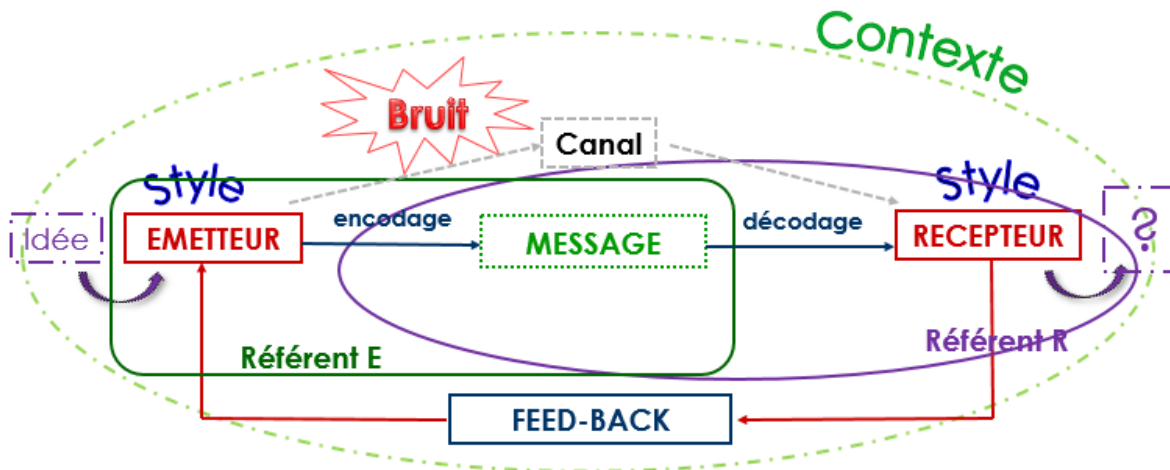 Contexte
Bruit
Canal
Style
Style
Idée
EMETTEUR
encodage
MESSAGE
décodage
RECEPTEUR
?
Référent E
Référent R
FEED-BACK